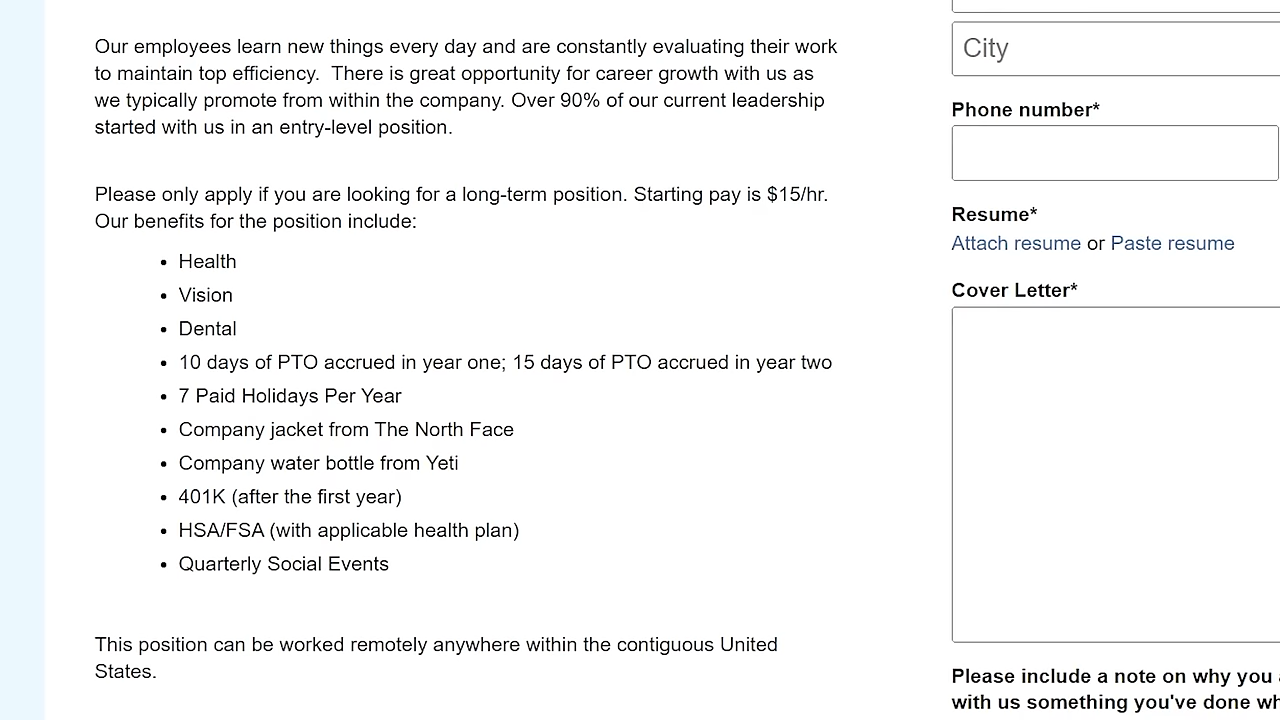 Our employees learn new things every day and are constantly evaluating their work
to maintain top efficiency.  There is great opportunity for career growth with us as
we typically promote from within the company. Over 90% of our current leadership
started with us in an entry-level position.
Please only apply if you are looking for a long-term position. Starting pay is $15/hr.
Our benefits for the position include:
• Health
• Vision
• Dental
• 10 days of PTO accrued in year one; 15 days of PTO accrued in year two
• 7 Paid Holidays Per Year
• Company jacket from The North Face
• Company water bottle from Yeti
• 401K (after the first year)
• HSA/FSA (with applicable health plan)
• Quarterly Social Events
This position can be worked remotely anywhere within the contiguous United
States.
City
Phone number*
Resume*
Attach resume or Paste resume
Cover Letter*
Please include a note on why you
with us something you've done